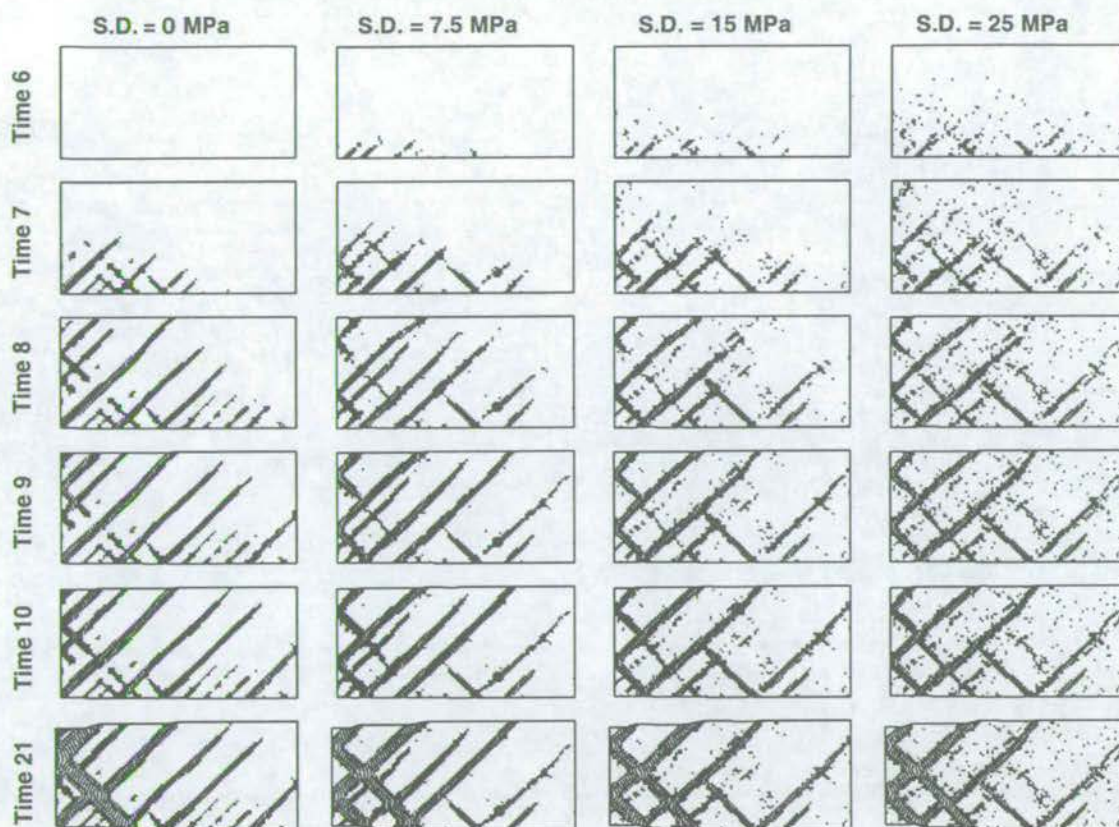 S.D. = 0 MPa S.D. = 7.5 MPa S.D. = 15 MPa S.D. = 25 MPa
Time 6
Time 7
Time 8
Time 9
Time 10
Time 21